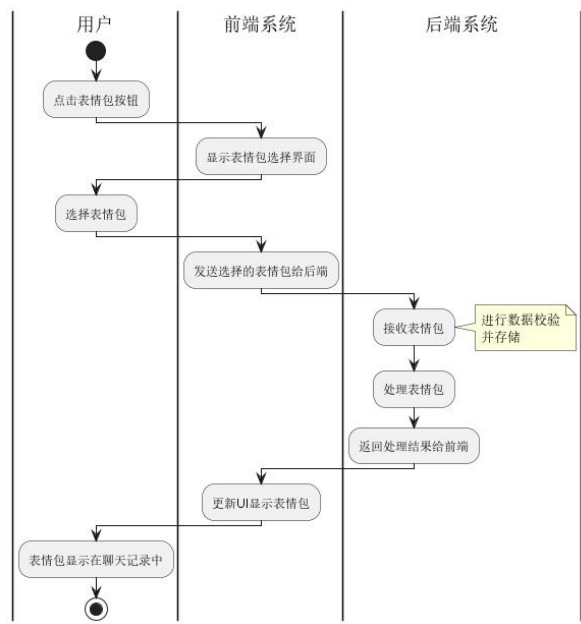 用户
前端系统
后端系统
点击表情包按钮
显示表情包选择界面
选择表情包
发送选择的表情包给后端
接收表情包
进行数据校验
并存储
处理表情包
返回处理结果给前端
更新UI显示表情包
表情包显示在聊天记录中